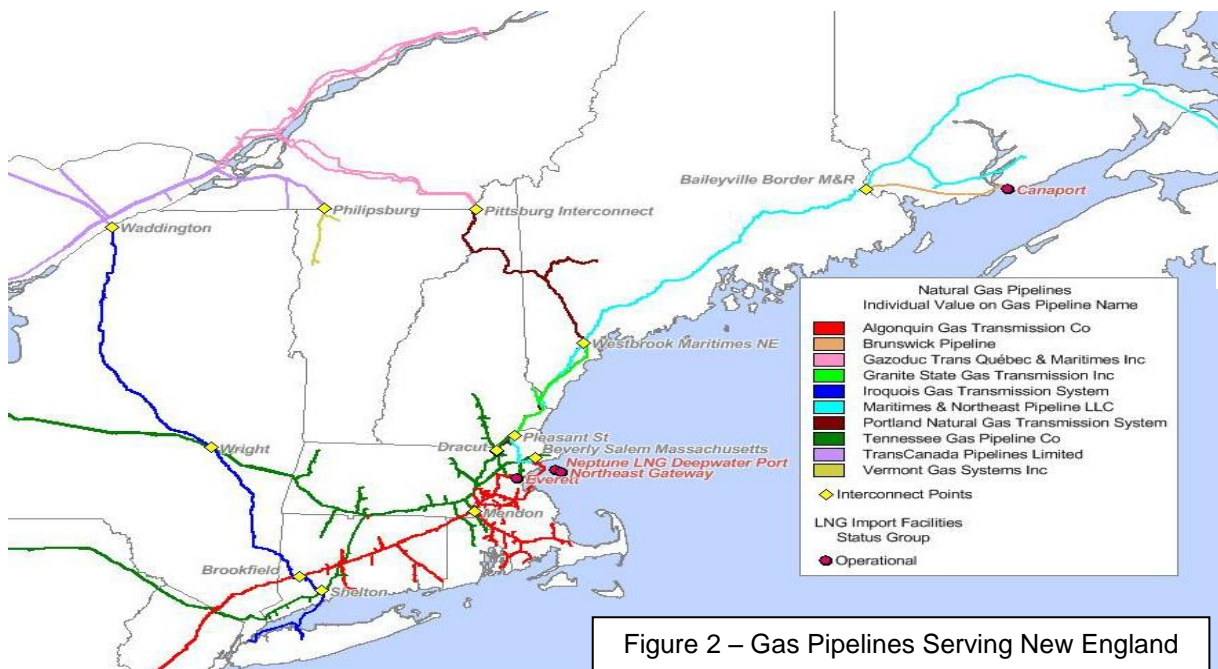 Baileyville Border M&R
Canaport
Philipsburg
Pittsburg Interconnect
Waddington
Natural Gas Pipelines
Individual Value on Gas Pipeline Name
Algonquin Gas Transmission Co
Brunswick Pipeline
Gazoduc Trans Québec & Maritimes Inc
Granite State Gas Transmission Inc
Iroquois Gas Transmission System
Maritimes & Northeast Pipeline LLC
Portland Natural Gas Transmission System
Tennessee Gas Pipeline Co
TransCanada Pipelines Limited
Vermont Gas Systems Inc
Interconnect Points
LNG Import Facilities
Status Group
Operational
Westbrook Maritimes NE
Wright
Pleasant St
Dracut
Beverly Salem Massachusetts
Neptune LNG Deepwater Port
Northeast Gateway
Everett
Mendon
Brookfield
Shelton
Figure 2 – Gas Pipelines Serving New England